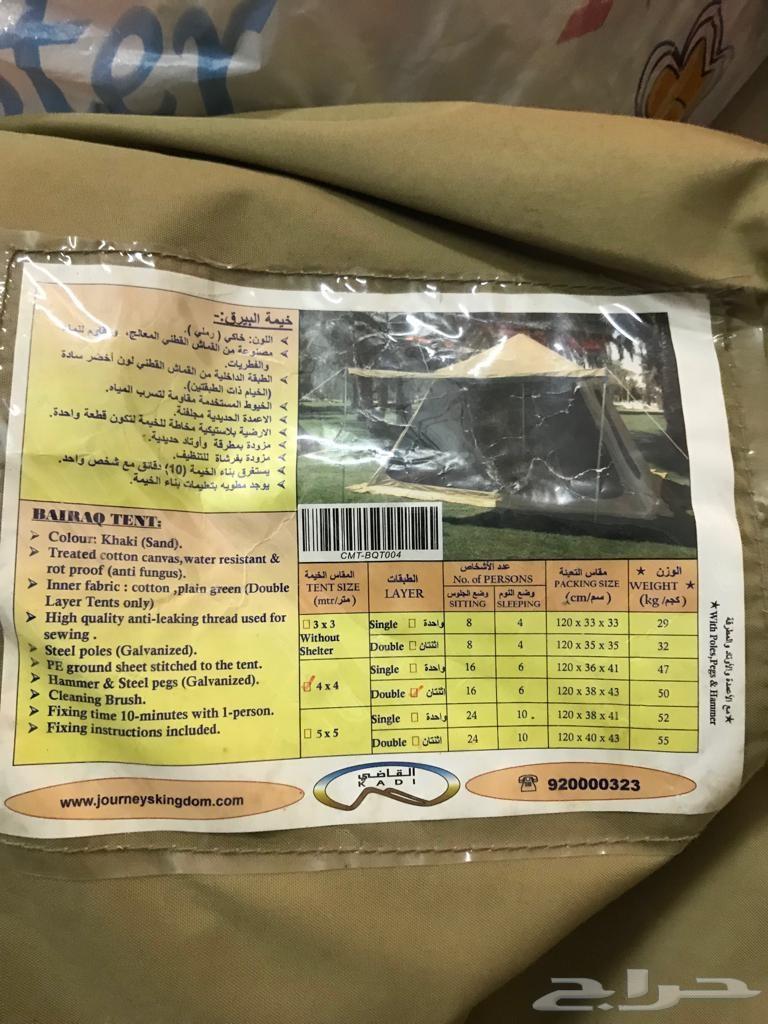 ster
خيمة البيرق:-
اللون: خاكي ( رملي ).
مصنوعة من القماش القطني المعالج، و مقاوم للماء
والفطريات.
الطبقة الداخلية من القماش القطني لون أخضر سادة
(الخيام ذات الطبقتين).
الخيوط المستخدمة مقاومة لتسرب المياه.
الاعمدة الحديدية مجلفنة.
الارضية بلاستيكية مخاطة للخيمة لتكون قطعة واحدة.
مزودة بمطرقة وأوتاد حديدية.
مزودة بفرشاة للتنظيف.
يستغرق بناء الخيمة (10) دقائق مع شخص واحد.
يوجد مطويه بتعليمات بناء الخيمة.
BAIRAQ TENT:
Colour: Khaki (Sand).
Treated cotton canvas,water resistant &
rot proof (anti fungus).
Inner fabric : cotton ,plain green (Double
Layer Tents only)
High quality anti-leaking thread used for
sewing .
Steel poles (Galvanized).
PE ground sheet stitched to the tent.
Hammer & Steel pegs (Galvanized).
Cleaning Brush.
Fixing time 10-minutes with 1-person.
Fixing instructions included.
CMT-BQT004
المقاس الخيمة الطبقات عدد الأشخاص مقاس التعبئة ★ الوزن
TENT SIZE LAYER No. of PERSONS PACKING SIZE WEIGHT ★
(mtr/متر) وضع الجلوس وضع النوم (cm/سم) (kg /كجم)
SITTING SLEEPING
3 x 3 Without Shelter Single واحدة 8 4 120 x 33 x 33 29
Double اثنتان 8 4 120 x 35 x 35 32
4 x 4 Single واحدة 16 6 120 x 36 x 41 47
Double اثنتان 16 6 120 x 38 x 43 50
5 x 5 Single واحدة 24 10 120 x 38 x 41 52
Double اثنتان 24 10 120 x 40 x 43 55
★ مع الأعمدة والأوتاد والمطرقة
★ With Poles,Pegs & Hammer
www.journeyskingdom.com
القاضي
KADI
920000323
حراج